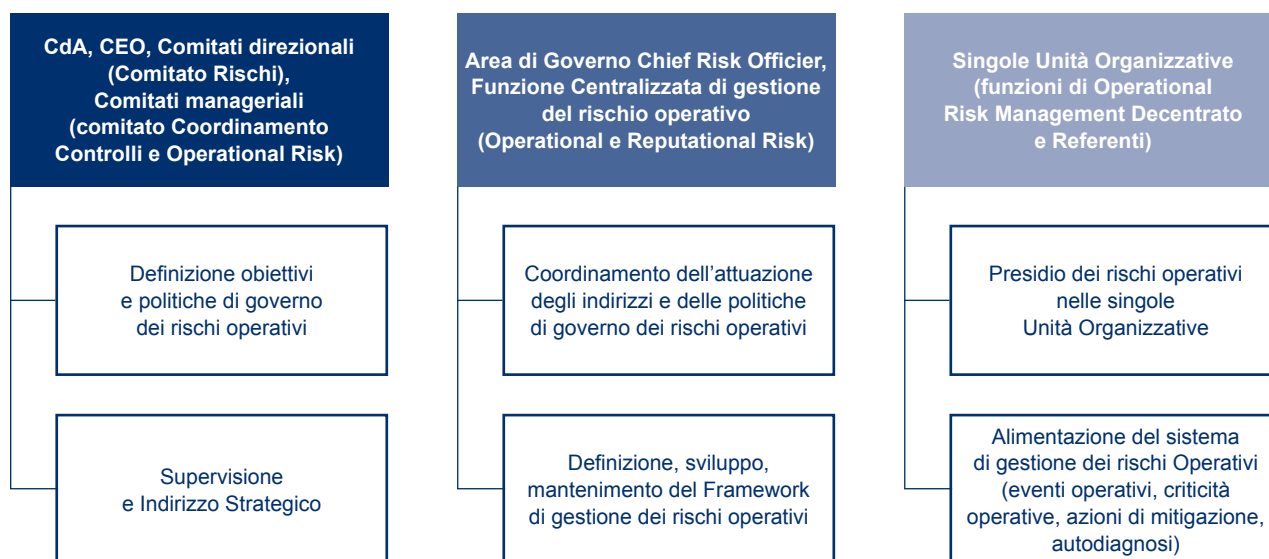 CdA, CEO, Comitati direzionali
(Comitato Rischi),
Comitati manageriali
(comitato Coordinamento
Controlli e Operational Risk)
Definizione obiettivi
e politiche di governo
dei rischi operativi
Supervisione
e Indirizzo Strategico
Area di Governo Chief Risk Officier,
Funzione Centralizzata di gestione
del rischio operativo
(Operational e Reputational Risk)
Coordinamento dell’attuazione
degli indirizzi e delle politiche
di governo dei rischi operativi
Definizione, sviluppo,
mantenimento del Framework
di gestione dei rischi operativi
Singole Unità Organizzative
(funzioni di Operational
Risk Management Decentrato
e Referenti)
Presidio dei rischi operativi
nelle singole
Unità Organizzative
Alimentazione del sistema
di gestione dei rischi Operativi
(eventi operativi, criticità
operative, azioni di mitigazione,
autodiagnosi)